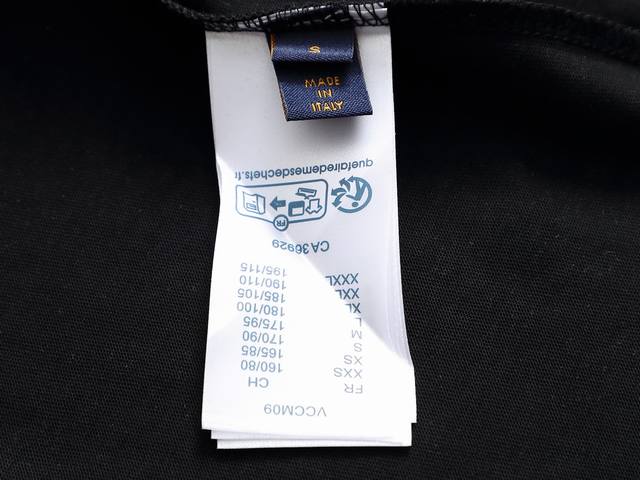 S
MADE
IN
ITALY
VCCM09
FR CH
XXS 160/80
XS 165/85
S 170/90
M 175/95
L 180/100
XL 185/105
XXL 190/110
XXXL 195/115
CA36929
FR
quefairedemesdechets.fr